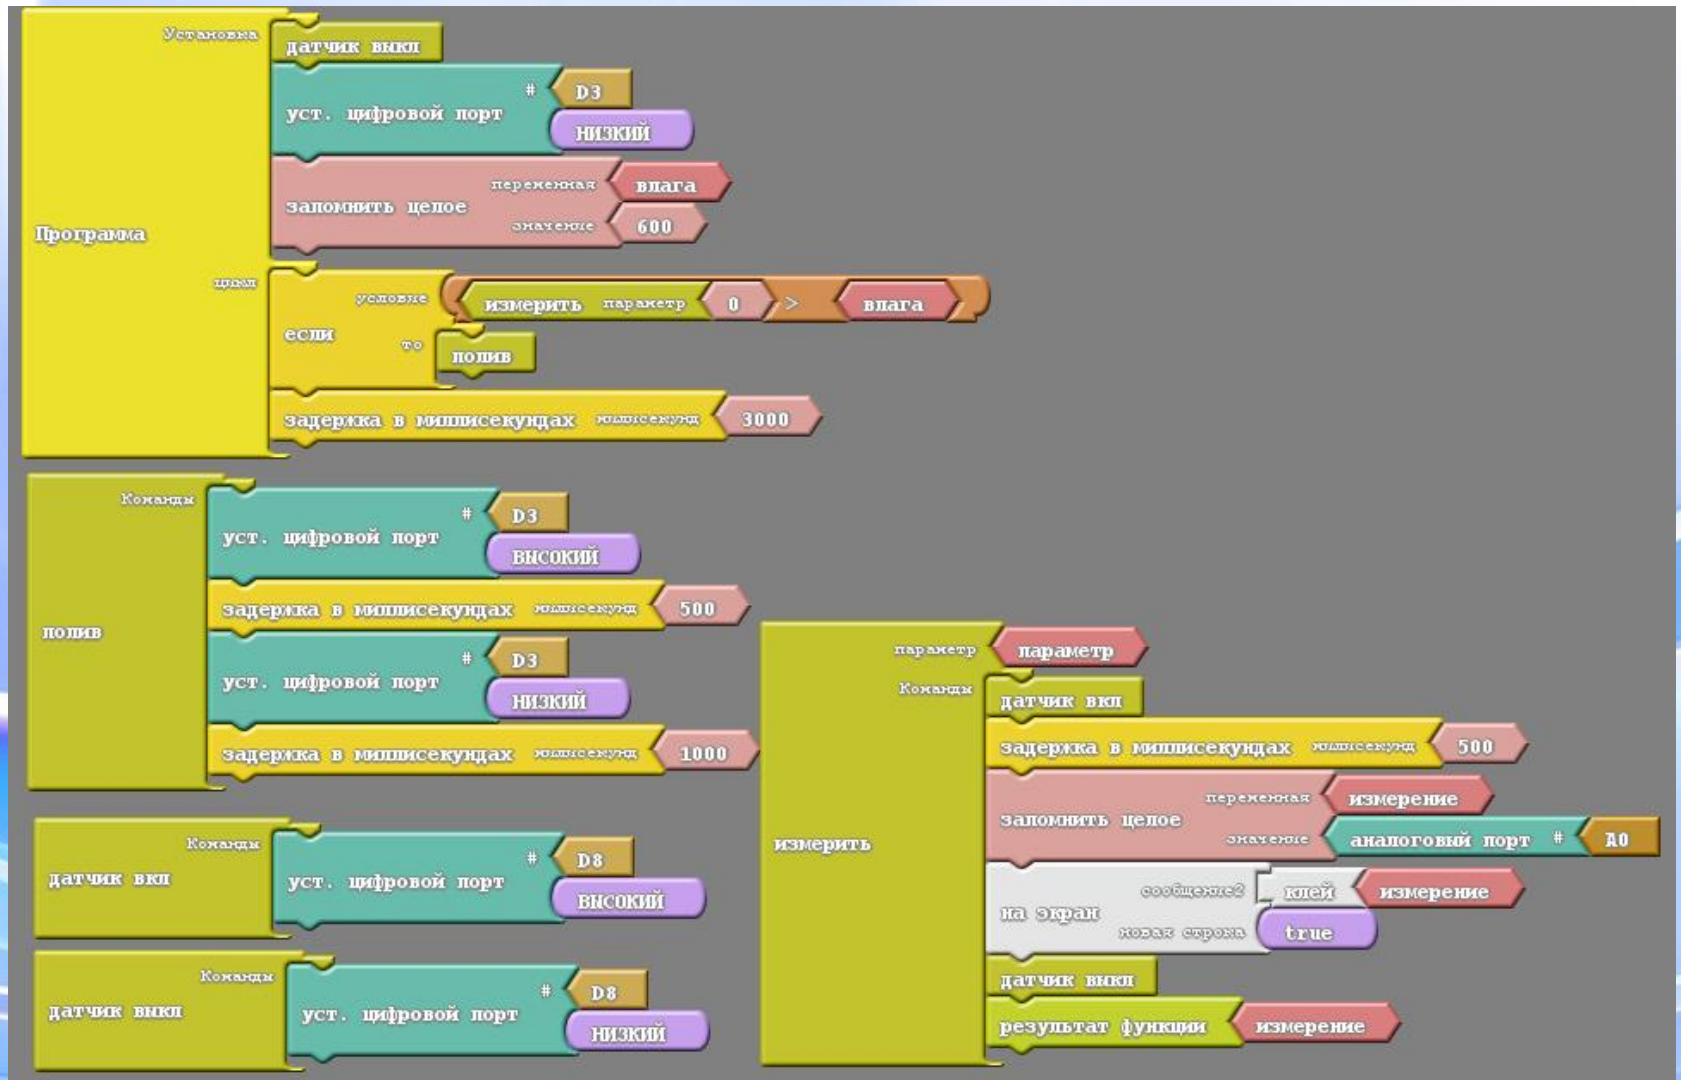 Установка
датчик выкл
уст. цифровой порт # D3
НИЗКИЙ
запомнить целое переменная влага
значение 600
Программа
цикл
если условие измерить параметр 0 > влага
то полив
задержка в миллисекундах миллисекунд 3000
полив
Команды
уст. цифровой порт # D3
ВЫСОКИЙ
задержка в миллисекундах миллисекунд 500
уст. цифровой порт # D3
НИЗКИЙ
задержка в миллисекундах миллисекунд 1000
датчик вкл
Команды
уст. цифровой порт # D8
ВЫСОКИЙ
датчик выкл
Команды
уст. цифровой порт # D8
НИЗКИЙ
измерить
параметр параметр
Команды
датчик вкл
задержка в миллисекундах миллисекунд 500
запомнить целое переменная измерение
значение аналоговый порт # A0
на экран сообщение2 клей измерение
новая строка true
датчик выкл
результат функции измерение